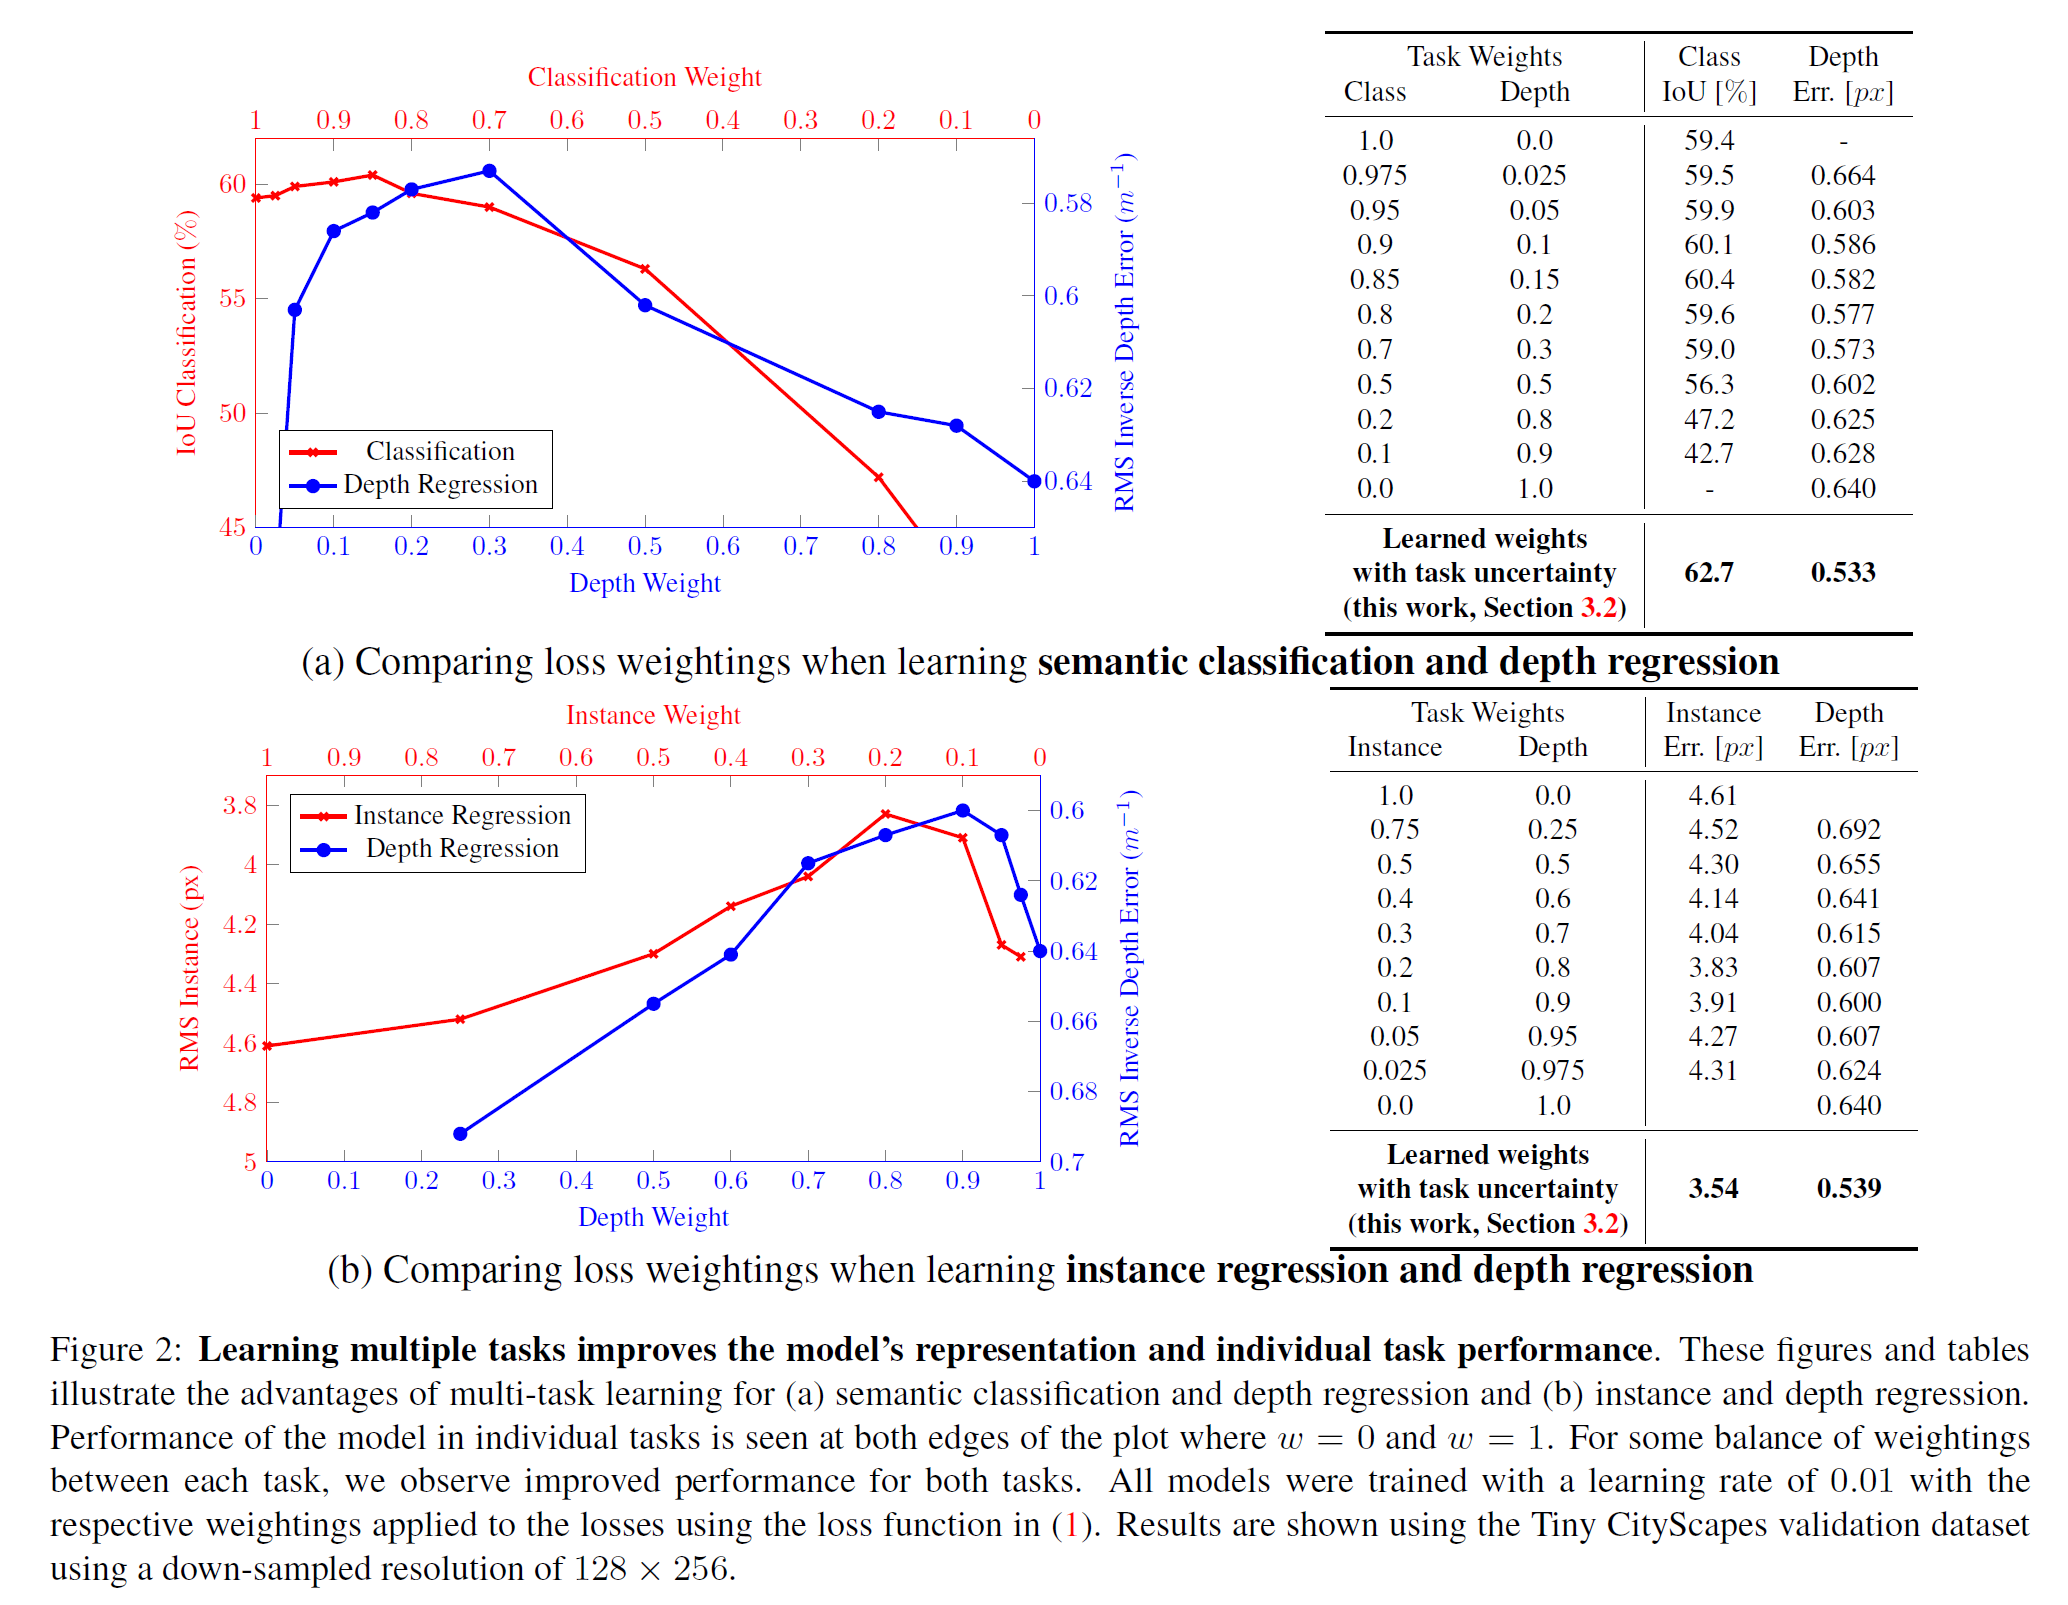 Classification Weight
1 0.9 0.8 0.7 0.6 0.5 0.4 0.3 0.2 0.1 0
IoU Classification (%)
60
55
50
45
RMS Inverse Depth Error (m⁻¹)
0.58
0.6
0.62
0.64
Classification
Depth Regression
0 0.1 0.2 0.3 0.4 0.5 0.6 0.7 0.8 0.9 1
Depth Weight
Task Weights Class Depth
Class Depth IoU [%] Err. [px]
1.0 0.0 59.4 -
0.975 0.025 59.5 0.664
0.95 0.05 59.9 0.603
0.9 0.1 60.1 0.586
0.85 0.15 60.4 0.582
0.8 0.2 59.6 0.577
0.7 0.3 59.0 0.573
0.5 0.5 56.3 0.602
0.2 0.8 47.2 0.625
0.1 0.9 42.7 0.628
0.0 1.0 - 0.640
Learned weights
with task uncertainty 62.7 0.533
(this work, Section 3.2)
(a) Comparing loss weightings when learning semantic classification and depth regression
Instance Weight
1 0.9 0.8 0.7 0.6 0.5 0.4 0.3 0.2 0.1 0
RMS Instance (px)
3.8
4
4.2
4.4
4.6
4.8
5
RMS Inverse Depth Error (m⁻¹)
0.6
0.62
0.64
0.66
0.68
0.7
Instance Regression
Depth Regression
0 0.1 0.2 0.3 0.4 0.5 0.6 0.7 0.8 0.9 1
Depth Weight
Task Weights Instance Depth
Instance Depth Err. [px] Err. [px]
1.0 0.0 4.61
0.75 0.25 4.52 0.692
0.5 0.5 4.30 0.655
0.4 0.6 4.14 0.641
0.3 0.7 4.04 0.615
0.2 0.8 3.83 0.607
0.1 0.9 3.91 0.600
0.05 0.95 4.27 0.607
0.025 0.975 4.31 0.624
0.0 1.0 0.640
Learned weights
with task uncertainty 3.54 0.539
(this work, Section 3.2)
(b) Comparing loss weightings when learning instance regression and depth regression
Figure 2: Learning multiple tasks improves the model's representation and individual task performance. These figures and tables
illustrate the advantages of multi-task learning for (a) semantic classification and depth regression and (b) instance and depth regression.
Performance of the model in individual tasks is seen at both edges of the plot where w = 0 and w = 1. For some balance of weightings
between each task, we observe improved performance for both tasks. All models were trained with a learning rate of 0.01 with the
respective weightings applied to the losses using the loss function in (1). Results are shown using the Tiny CityScapes validation dataset
using a down-sampled resolution of 128 × 256.